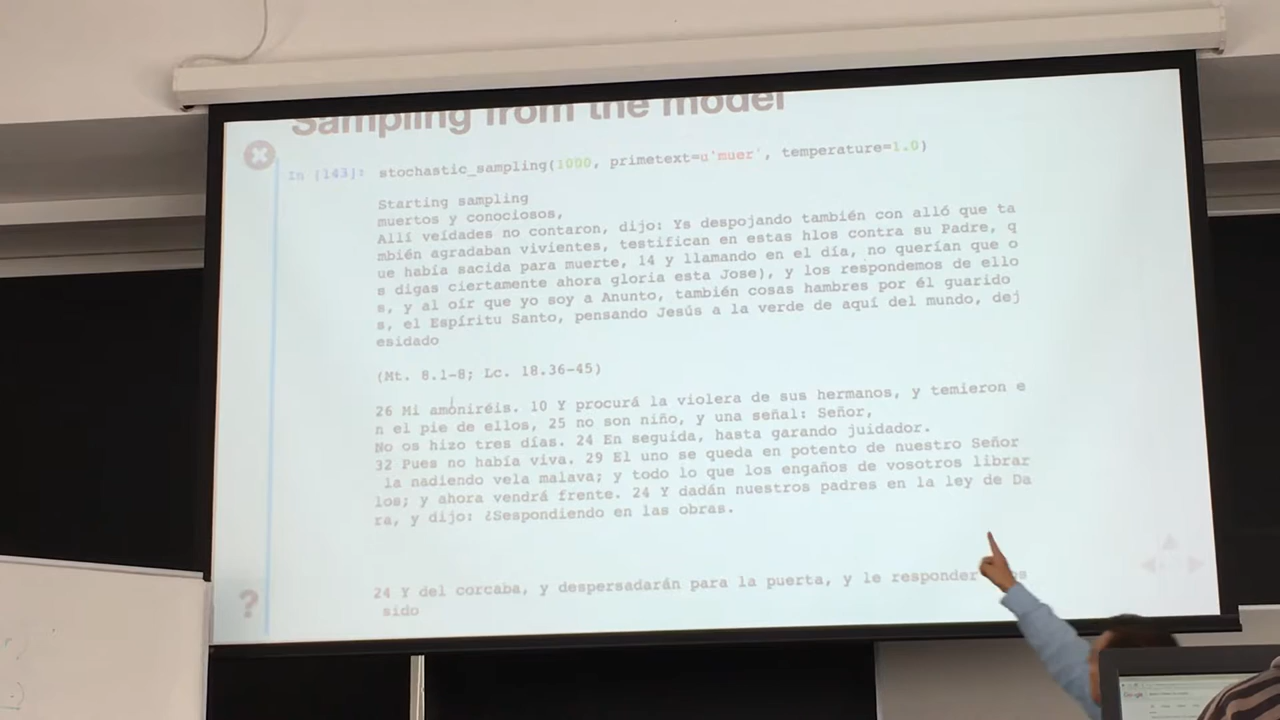 Sampling from the model
In [143]: stochastic_sampling(1000, primetext=u'muer', temperature=1.0)
Starting sampling
muertos y conociosos,
Allí veídades no contaron, dijo: Ys despojando también con alló que ta
mbién agradaban vivientes, testifican en estas hlos contra su Padre, q
ue había sacida para muerte, 14 y llamando en el día, no querían que o
s digas ciertamente ahora gloria esta Jose), y los respondemos de ello
s, y al oír que yo soy a Anunto, también cosas hambres por él guarido
s, el Espíritu Santo, pensando Jesús a la verde de aquí del mundo, dej
esidado
(Mt. 8.1-8; Lc. 18.36-45)
26 Mi amoniréis. 10 Y procurá la violera de sus hermanos, y temieron e
n el pie de ellos, 25 no son niño, y una señal: Señor,
No os hizo tres días. 24 En seguida, hasta garando juidador.
32 Pues no había viva. 29 El uno se queda en potento de nuestro Señor
la nadiendo vela malava; y todo lo que los engaños de vosotros librar
los; y ahora vendrá frente. 24 Y dadán nuestros padres en la ley de Da
ra, y dijo: ¿Sespondiendo en las obras.
24 Y del corcaba, y despersadarán para la puerta, y le responder os
sido
?
Google